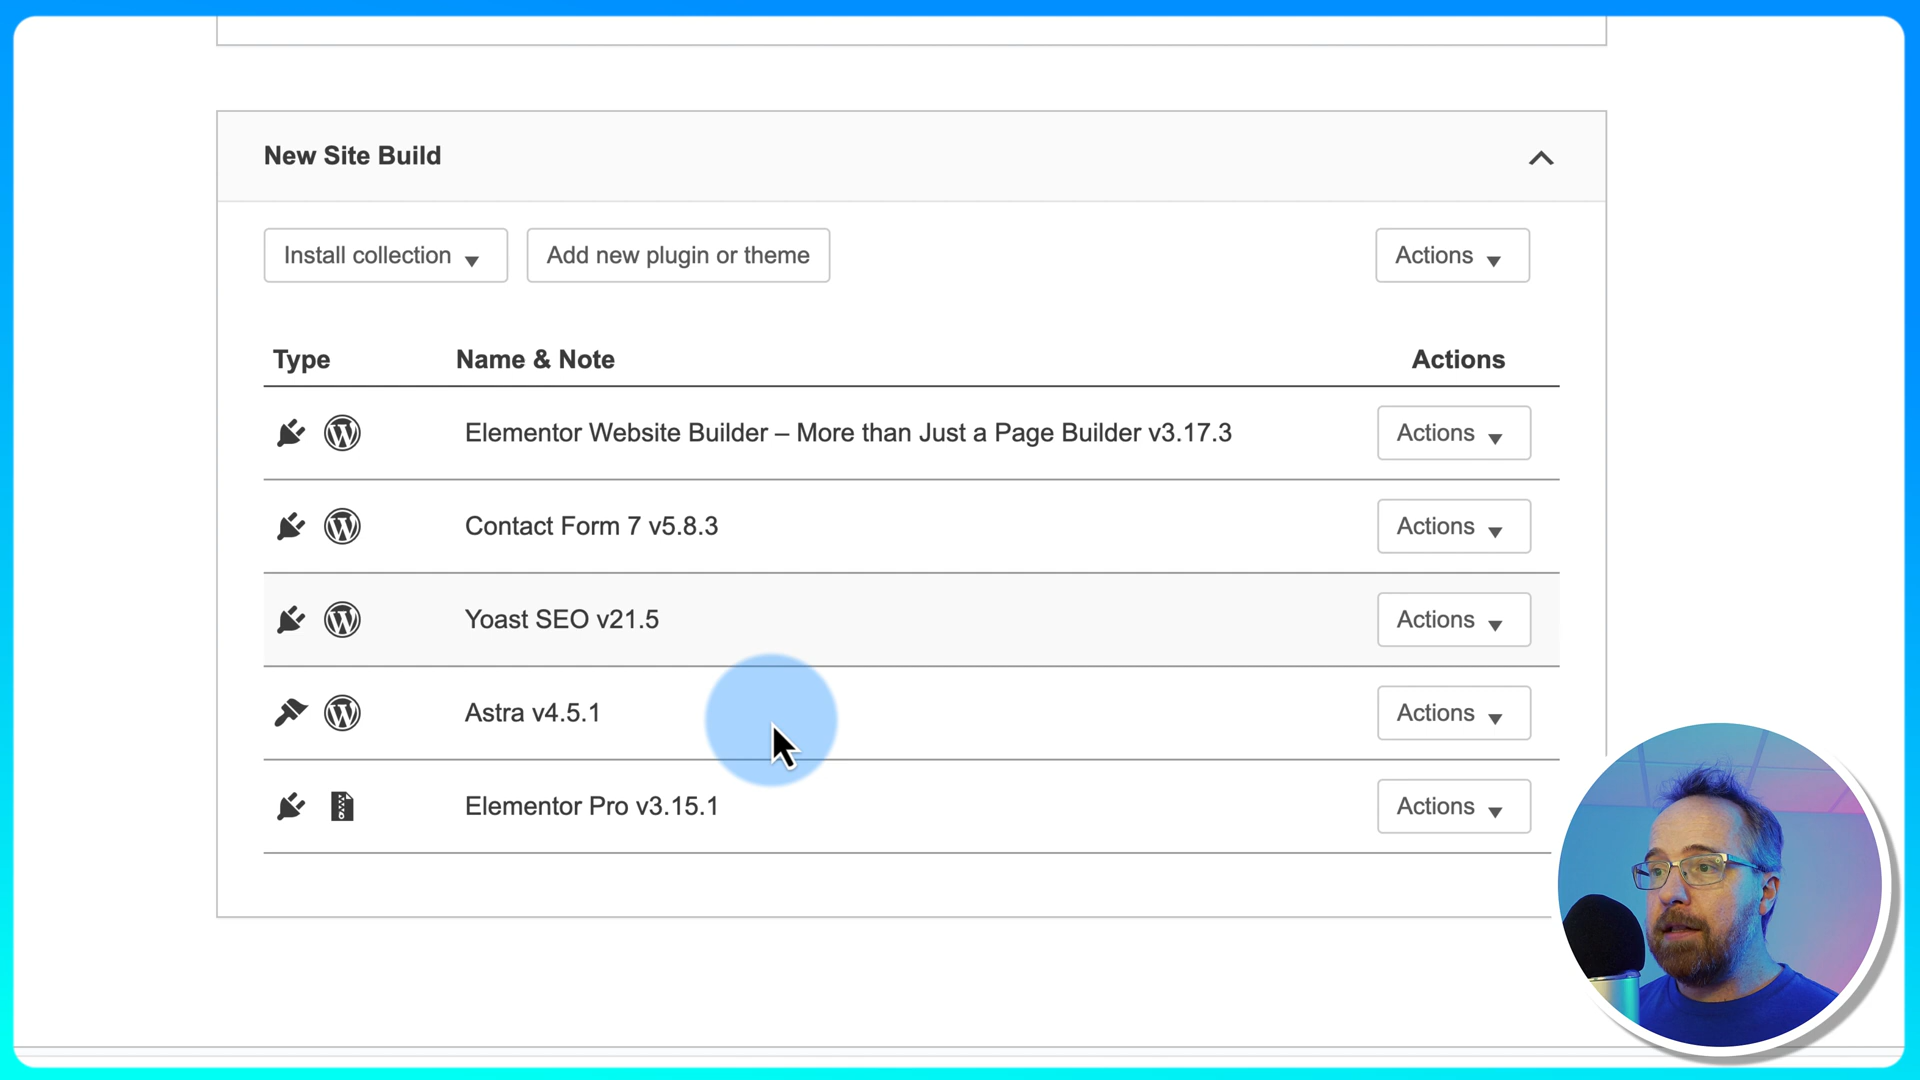 New Site Build
Install collection
Add new plugin or theme
Actions
Type
Name & Note
Actions
Elementor Website Builder – More than Just a Page Builder v3.17.3
Actions
Contact Form 7 v5.8.3
Actions
Yoast SEO v21.5
Actions
Astra v4.5.1
Actions
Elementor Pro v3.15.1
Actions